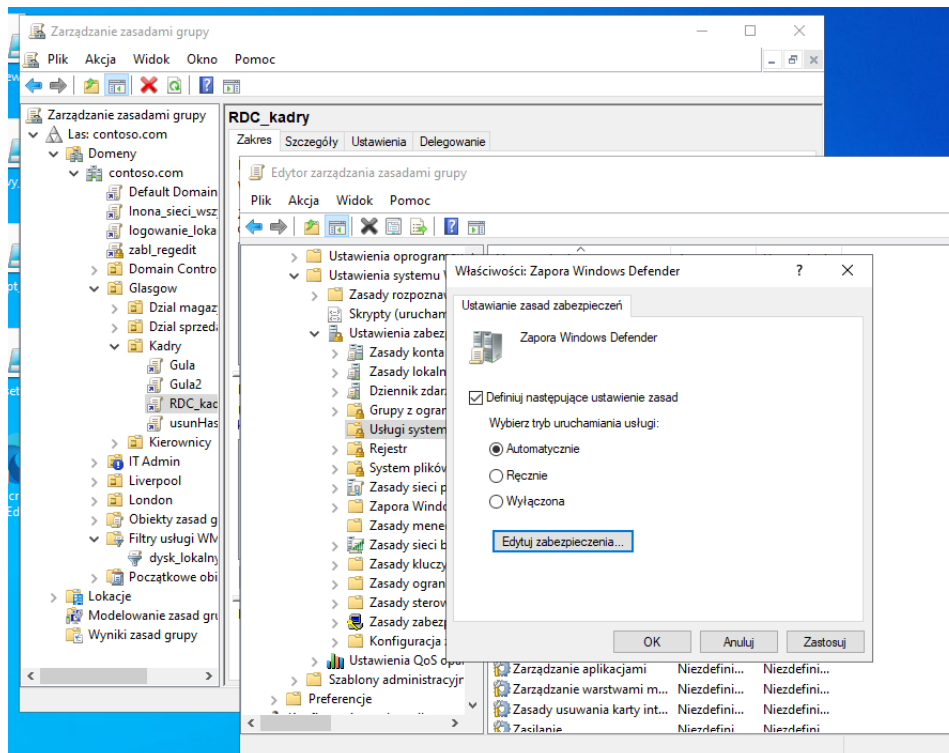 Zarządzanie zasadami grupy
Plik Akcja Widok Okno Pomoc
Zarządzanie zasadami grupy
Las: contoso.com
Domeny
contoso.com
Default Domain
Inona_sieci_wsz
logowanie_loka
zabl_regedit
Domain Contro
Glasgow
Dzial magaz
Dzial sprzed
Kadry
Gula
Gula2
RDC_kad
usunHas
Kierownicy
IT Admin
Liverpool
London
Obiekty zasad g
Filtry usługi WM
dysk_lokalny
Początkowe obi
Lokacje
Modelowanie zasad gru
Wyniki zasad grupy
RDC_kadry
Zakres Szczegóły Ustawienia Delegowanie
Edytor zarządzania zasadami grupy
Plik Akcja Widok Pomoc
Ustawienia oprogram
Ustawienia systemu
Zasady rozpozna
Skrypty (urucham
Ustawienia zabez
Zasady konta
Zasady lokaln
Dziennik zdar
Grupy z ograr
Usługi system
Rejestr
System plików
Zasady sieci p
Zapora Windo
Zasady mene
Zasady sieci b
Zasady kluczy
Zasady ogran
Zasady sterow
Zasady zabezp
Konfiguracja
Ustawienia QoS opar
Szablony administracyjr
Preferencje
Właściwości: Zapora Windows Defender
Ustawianie zasad zabezpieczeń
Zapora Windows Defender
Definiuj następujące ustawienie zasad
Wybierz tryb uruchamiania usługi:
Automatycznie
Ręcznie
Wyłączona
Edytuj zabezpieczenia...
OK Anuluj Zastosuj
Zarządzanie aplikacjami Niezdefini... Niezdefini...
Zarządzanie warstwami m... Niezdefini... Niezdefini...
Zasady usuwania karty int... Niezdefini... Niezdefini...
Zasilanie Niezdefini Niezdefini